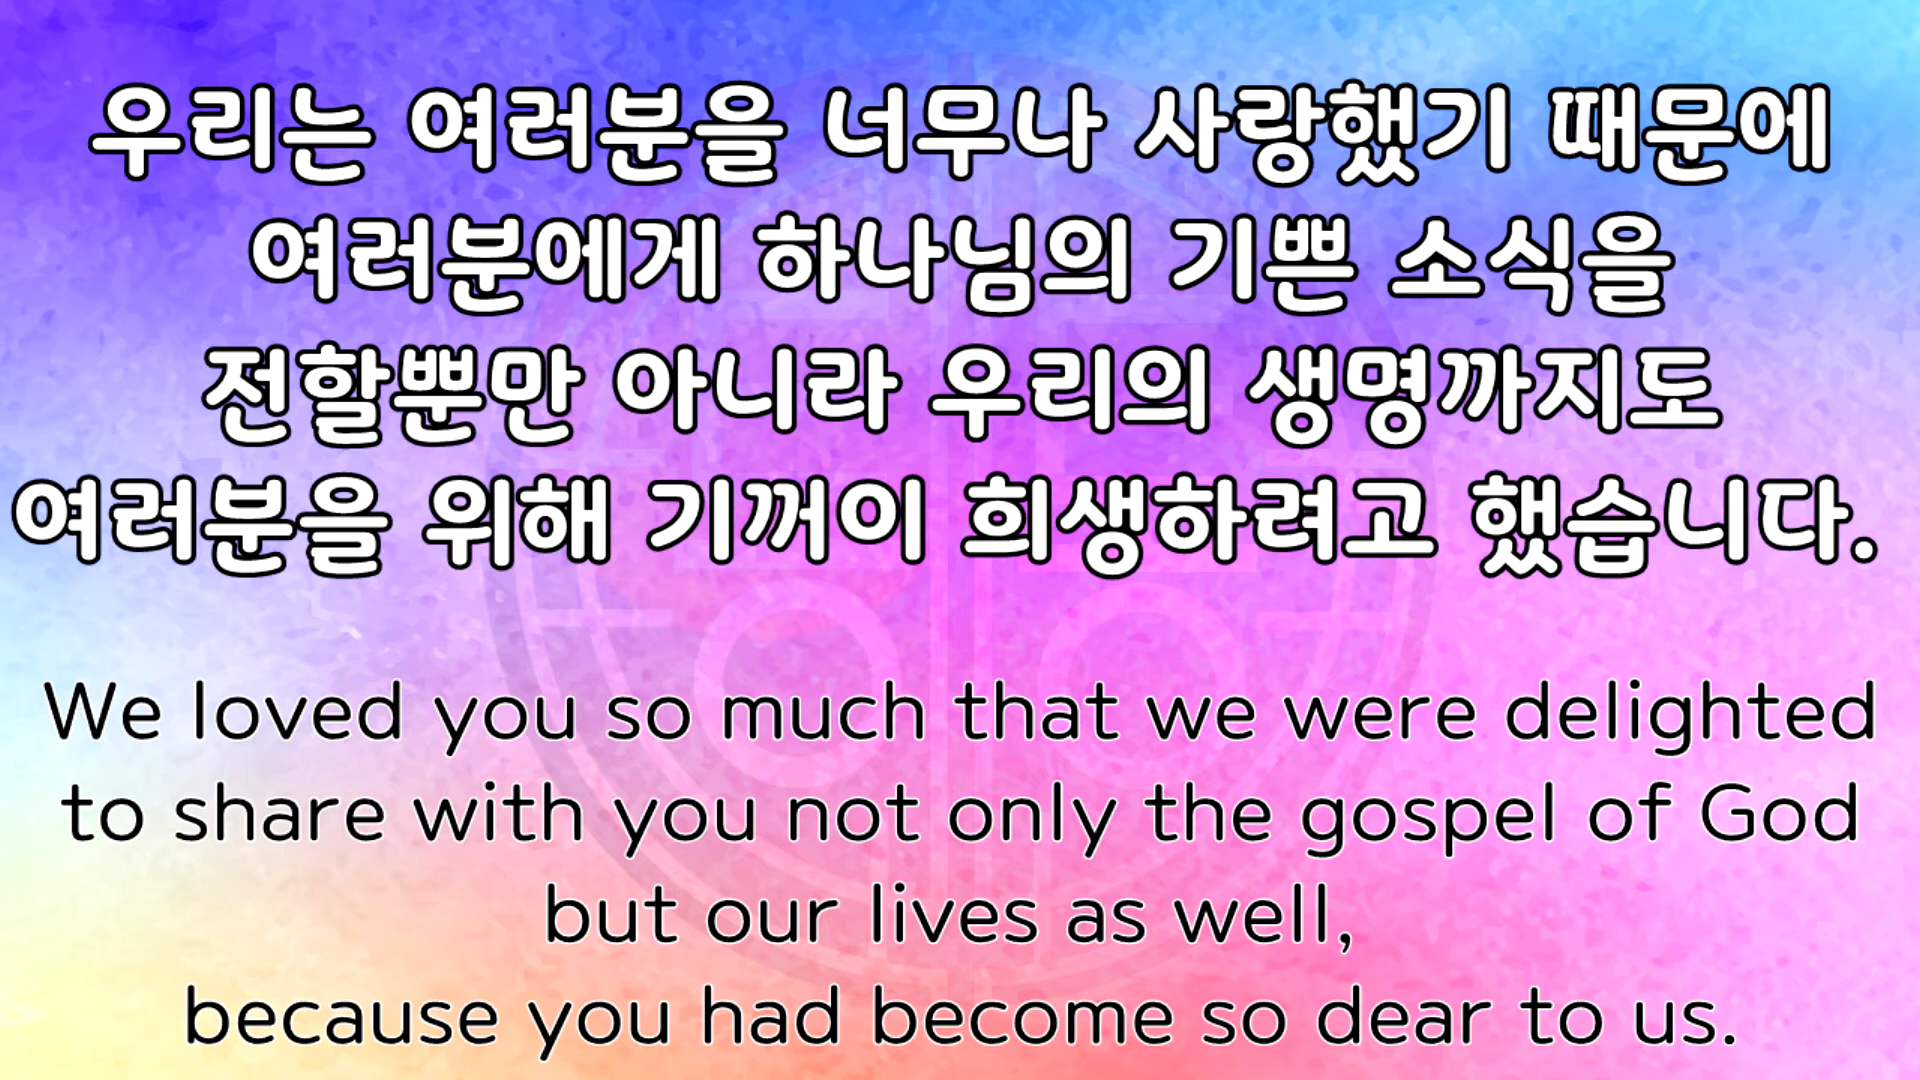 우리는 여러분을 너무나 사랑했기 때문에
여러분에게 하나님의 기쁜 소식을
전할뿐만 아니라 우리의 생명까지도
여러분을 위해 기꺼이 희생하려고 했습니다.
We loved you so much that we were delighted
to share with you not only the gospel of God
but our lives as well,
because you had become so dear to us.